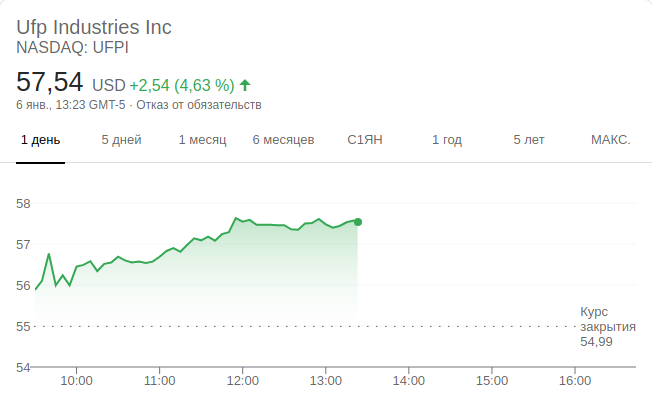 Ufp Industries Inc
NASDAQ: UFPI
57,54 USD +2,54 (4,63 %)
6 янв., 13:23 GMT-5 · Отказ от обязательств
1 день 5 дней 1 месяц 6 месяцев С1ЯН 1 год 5 лет МАКС.
58
57
56
55
54
Курс
закрытия
54,99
10:00 11:00 12:00 13:00 14:00 15:00 16:00